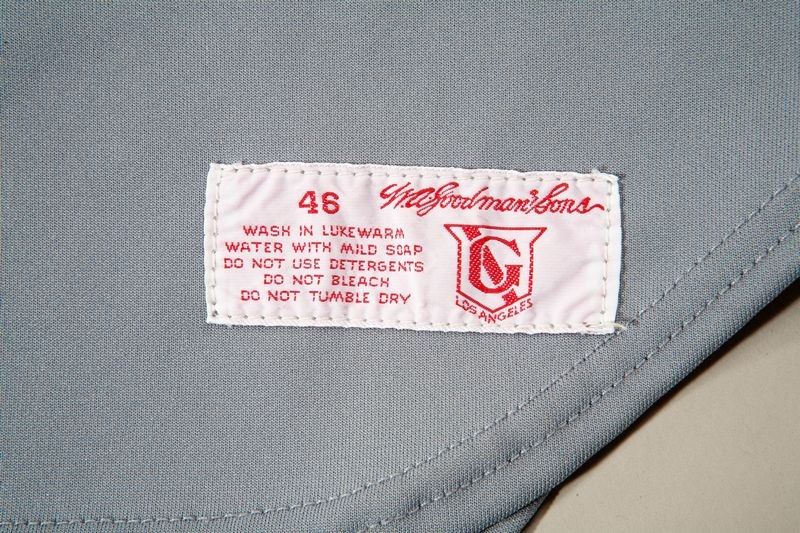 46
Wm. Goodman & Sons
WASH IN LUKEWARM
WATER WITH MILD SOAP
DO NOT USE DETERGENTS
DO NOT BLEACH
DO NOT TUMBLE DRY
G
LOS ANGELES